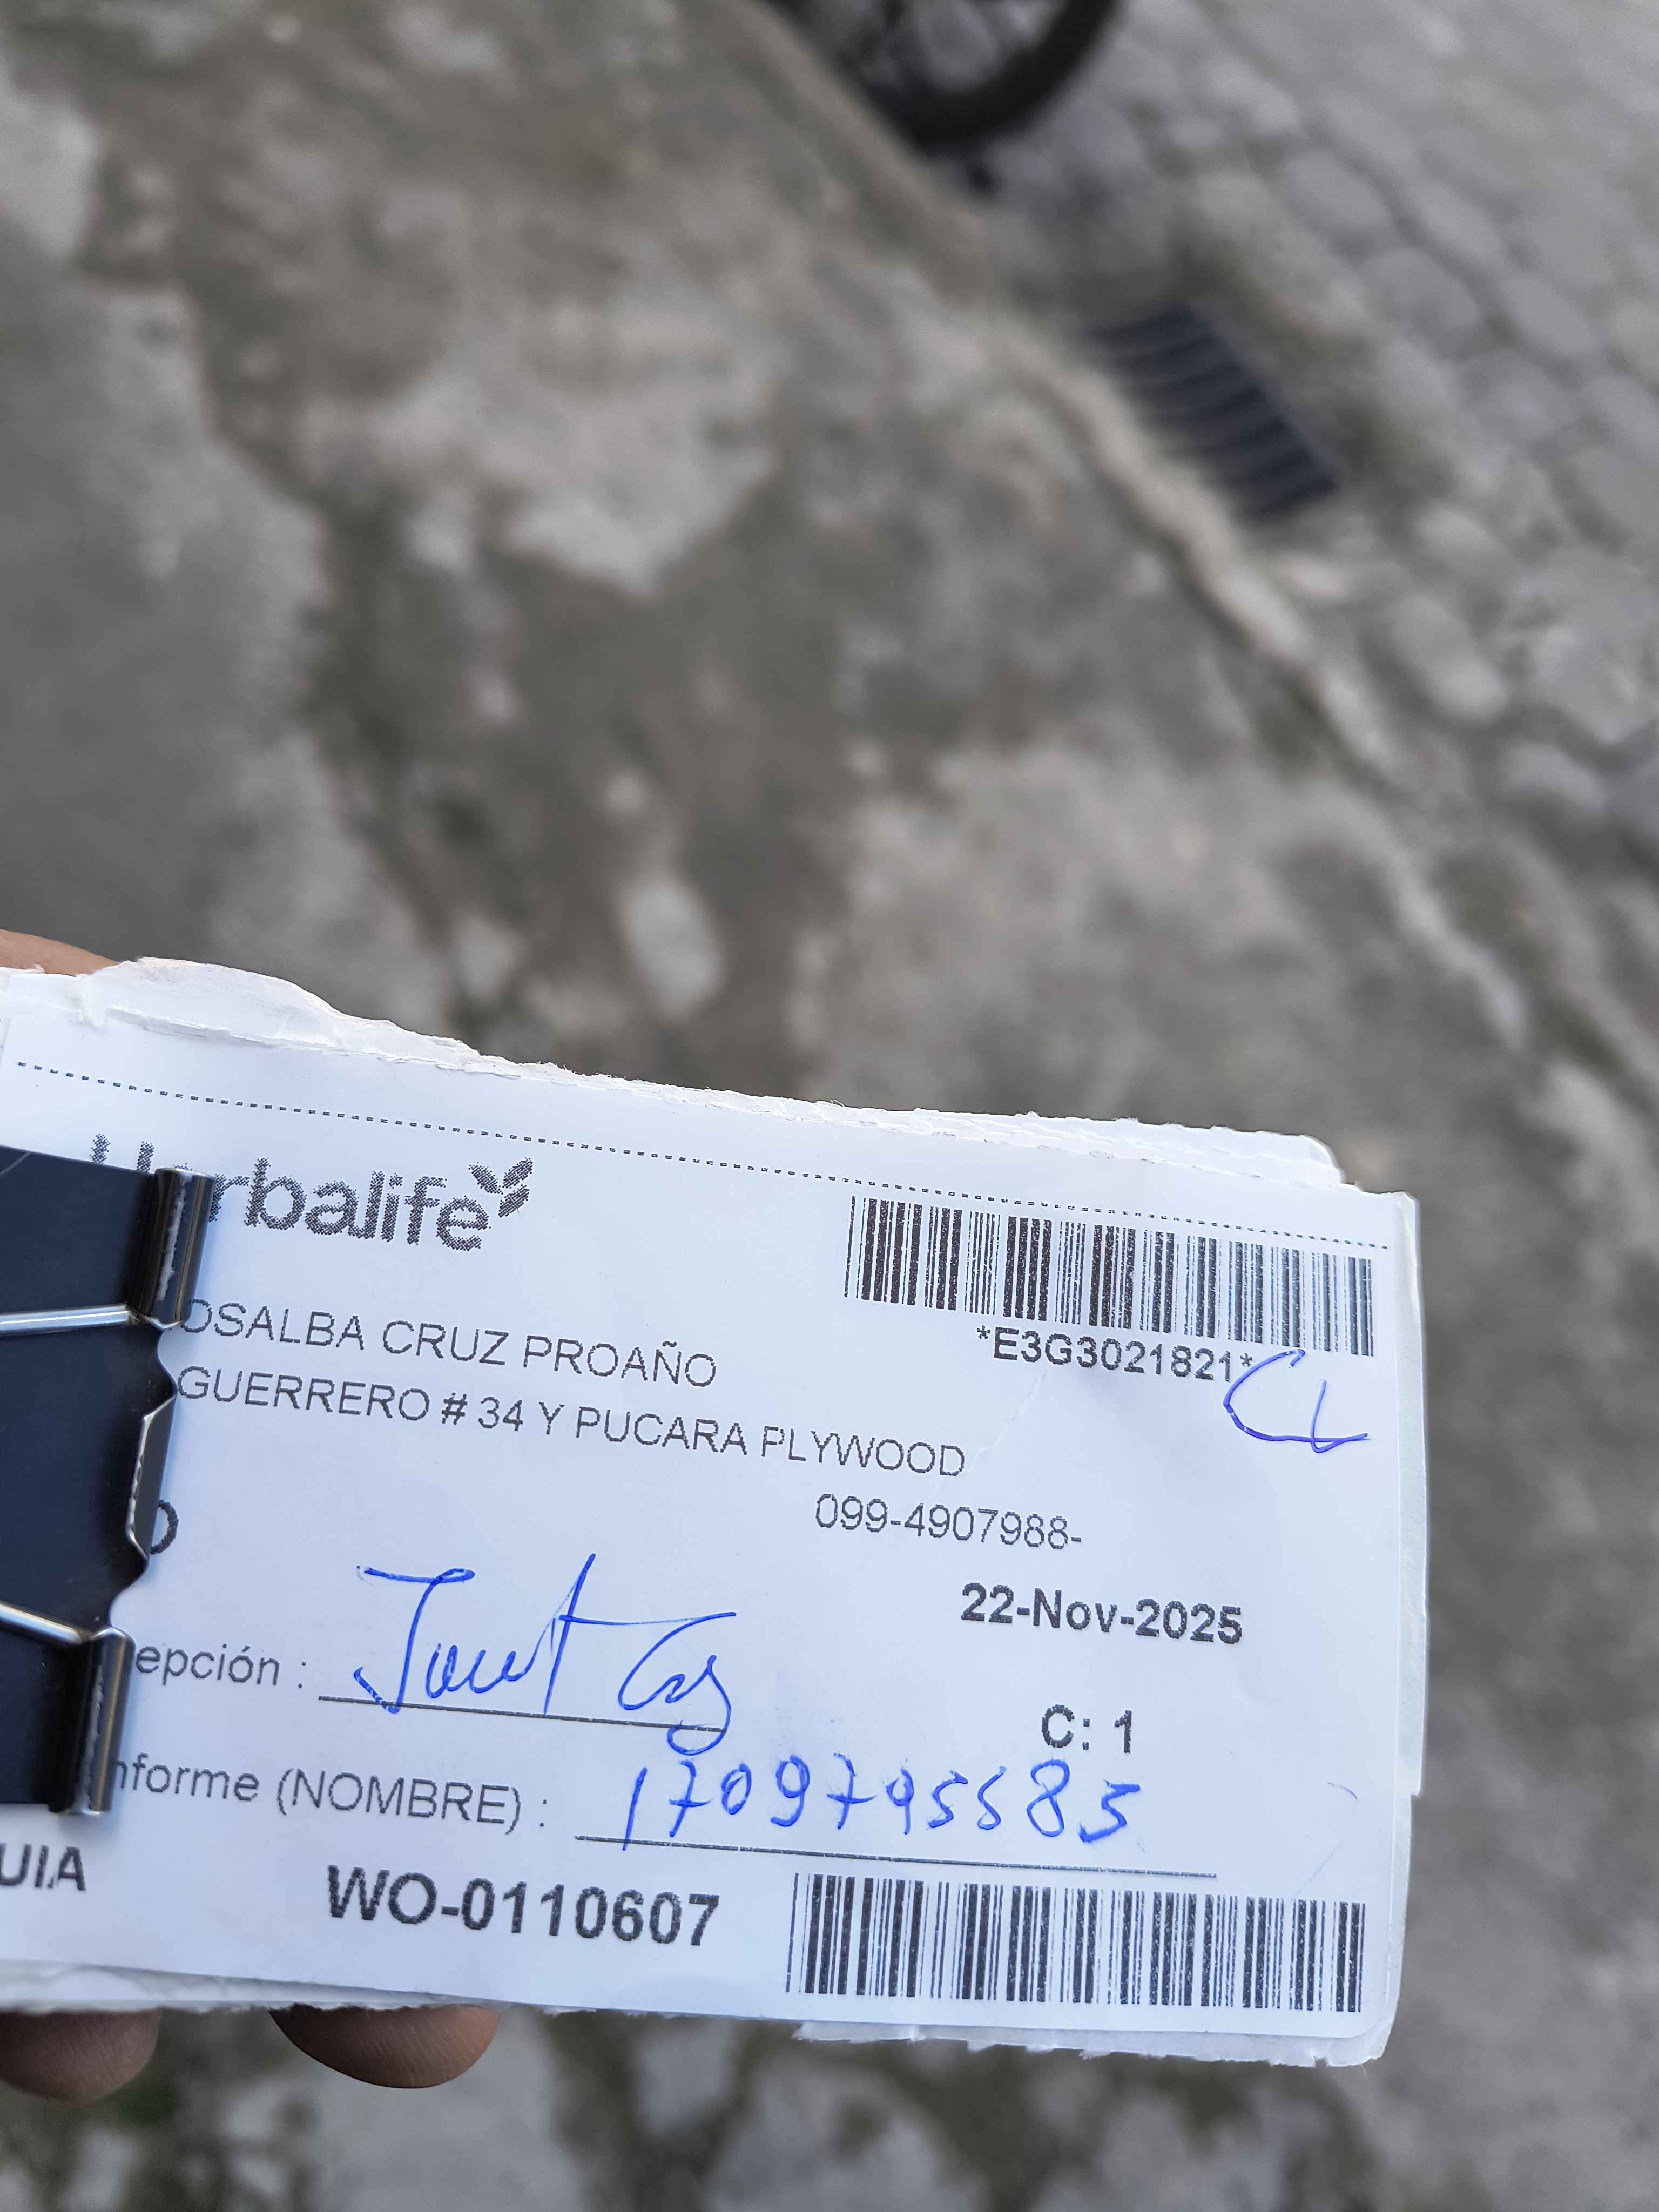 Herbalife
OSALBA CRUZ PROAÑO
*E3G3021821*
CL
GUERRERO # 34 Y PUCARA PLYWOOD
099-4907988-
O
22-Nov-2025
epción :
C: 1
nforme (NOMBRE) : 1709795585
UIA WO-0110607